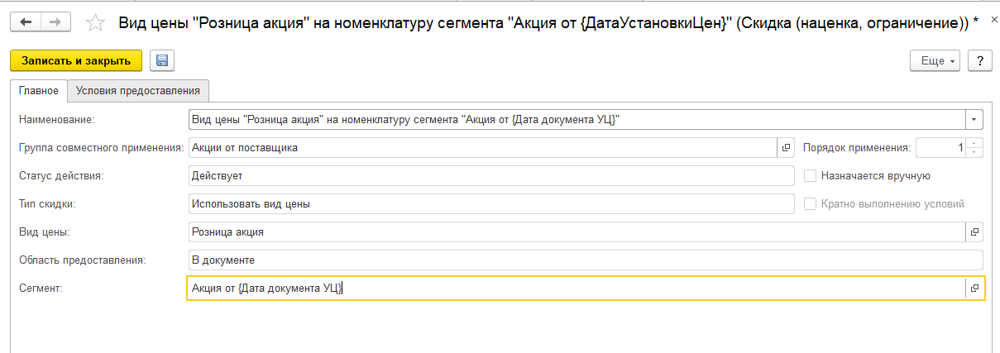 Вид цены "Розница акция" на номенклатуру сегмента "Акция от {ДатаУстановкиЦен}" (Скидка (наценка, ограничение)) *
Записать и закрыть
Еще
?
Главное
Условия предоставления
Наименование: Вид цены "Розница акция" на номенклатуру сегмента "Акция от {Дата документа УЦ}"
Группа совместного применения: Акции от поставщика Порядок применения: 1
Статус действия: Действует Назначается вручную
Тип скидки: Использовать вид цены Кратно выполнению условий
Вид цены: Розница акция
Область предоставления: В документе
Сегмент: Акция от {Дата документа УЦ}